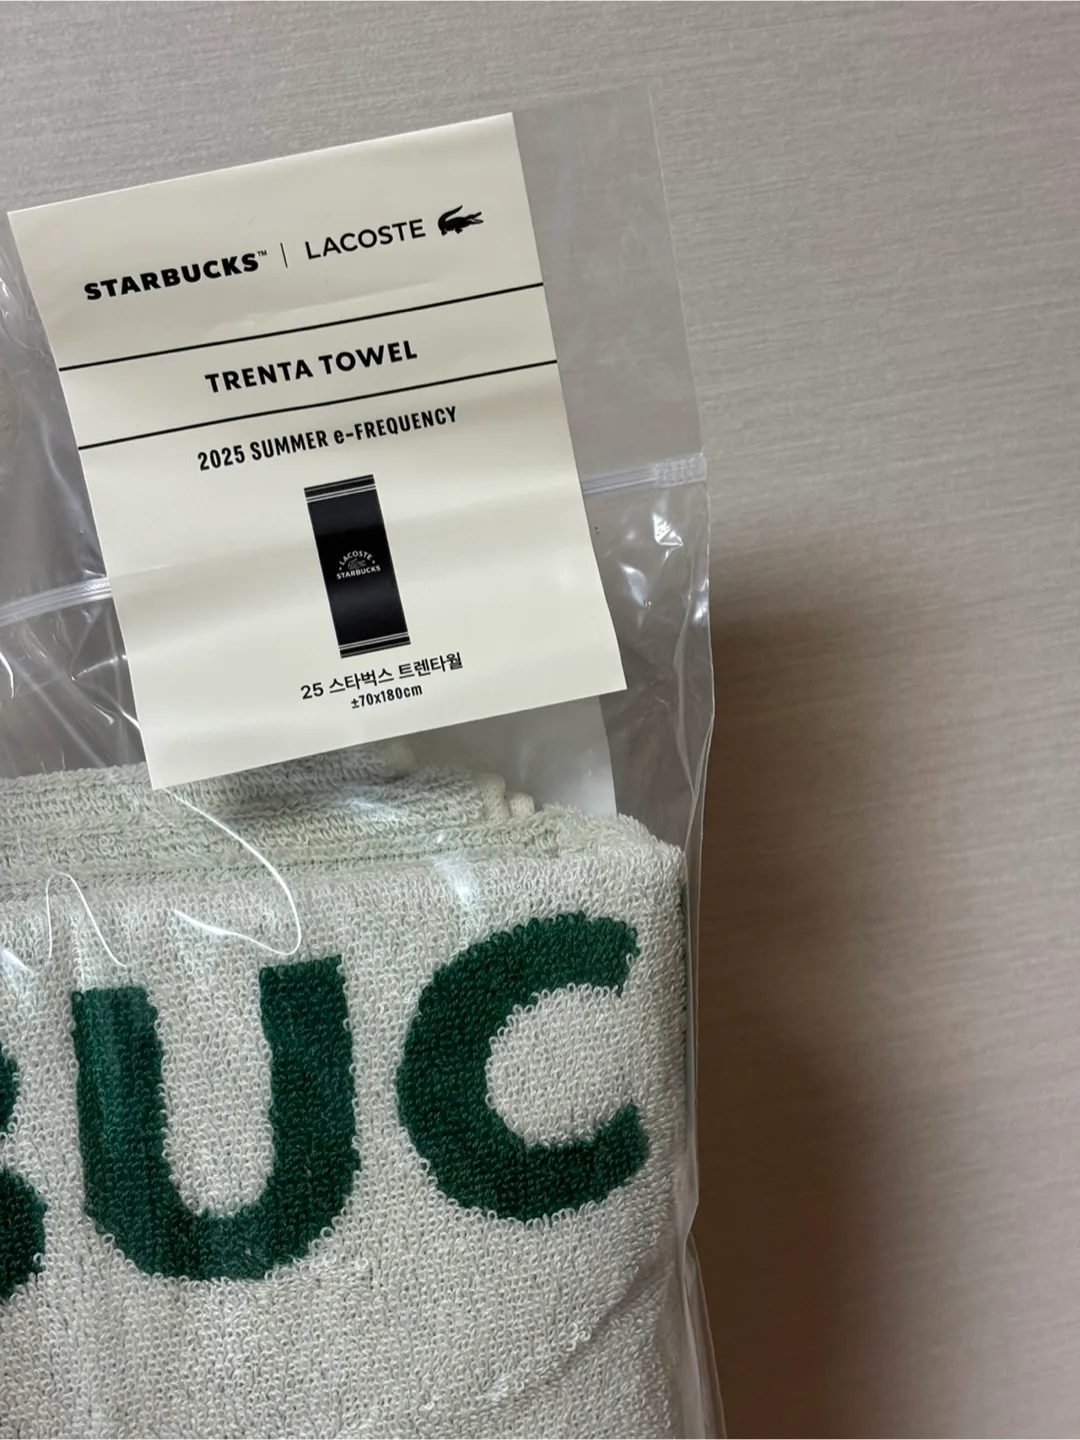 STARBUCKS™ | LACOSTE
TRENTA TOWEL
2025 SUMMER e-FREQUENCY
LACOSTE
STARBUCKS
25 스타벅스 트렌타월
±70x180cm
BUC